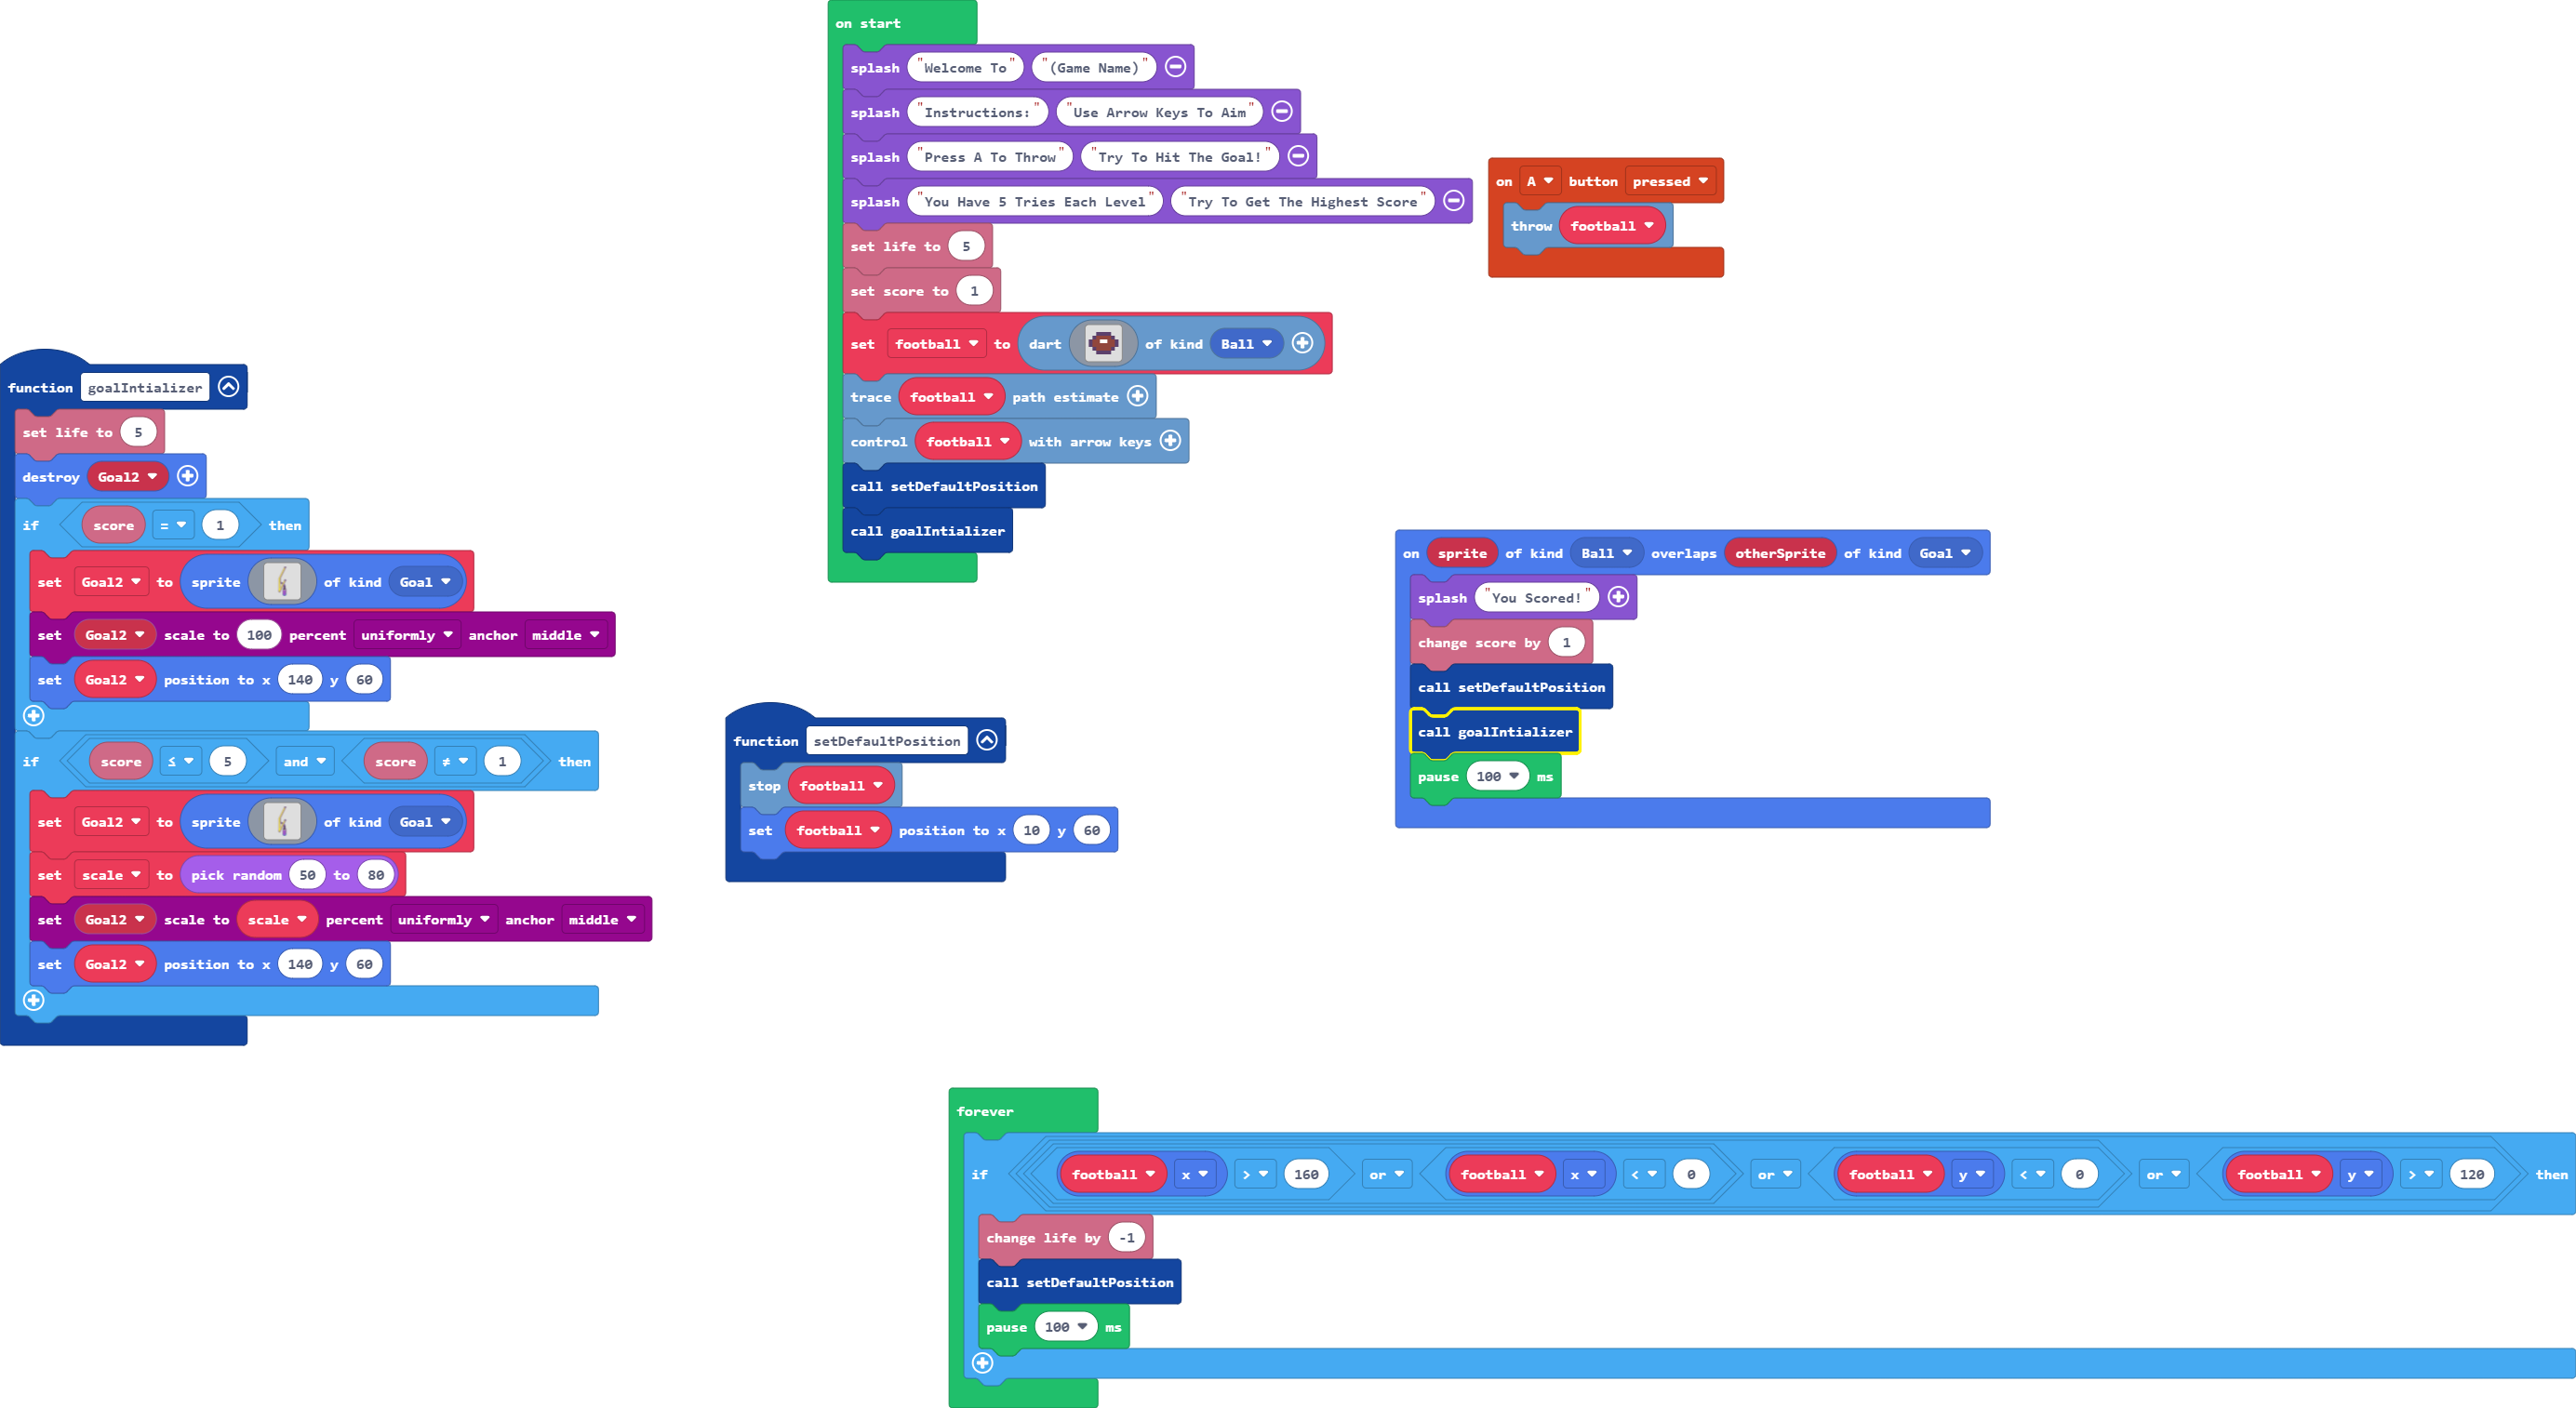 on start
splash "Welcome To" "(Game Name)"
splash "Instructions:" "Use Arrow Keys To Aim"
splash "Press A To Throw" "Try To Hit The Goal!"
splash "You Have 5 Tries Each Level" "Try To Get The Highest Score"
set life to 5
set score to 1
set football to dart of kind Ball
trace football path estimate
control football with arrow keys
call setDefaultPosition
call goalIntializer
on A button pressed
throw football
function goalIntializer
set life to 5
destroy Goal2
if score = 1 then
set Goal2 to sprite of kind Goal
set Goal2 scale to 100 percent uniformly anchor middle
set Goal2 position to x 140 y 60
if score ≤ 5 and score ≠ 1 then
set Goal2 to sprite of kind Goal
set scale to pick random 50 to 80
set Goal2 scale to scale percent uniformly anchor middle
set Goal2 position to x 140 y 60
function setDefaultPosition
stop football
set football position to x 10 y 60
on sprite of kind Ball overlaps otherSprite of kind Goal
splash "You Scored!"
change score by 1
call setDefaultPosition
call goalIntializer
pause 100 ms
forever
if football x > 160 or football x < 0 or football y < 0 or football y > 120 then
change life by -1
call setDefaultPosition
pause 100 ms